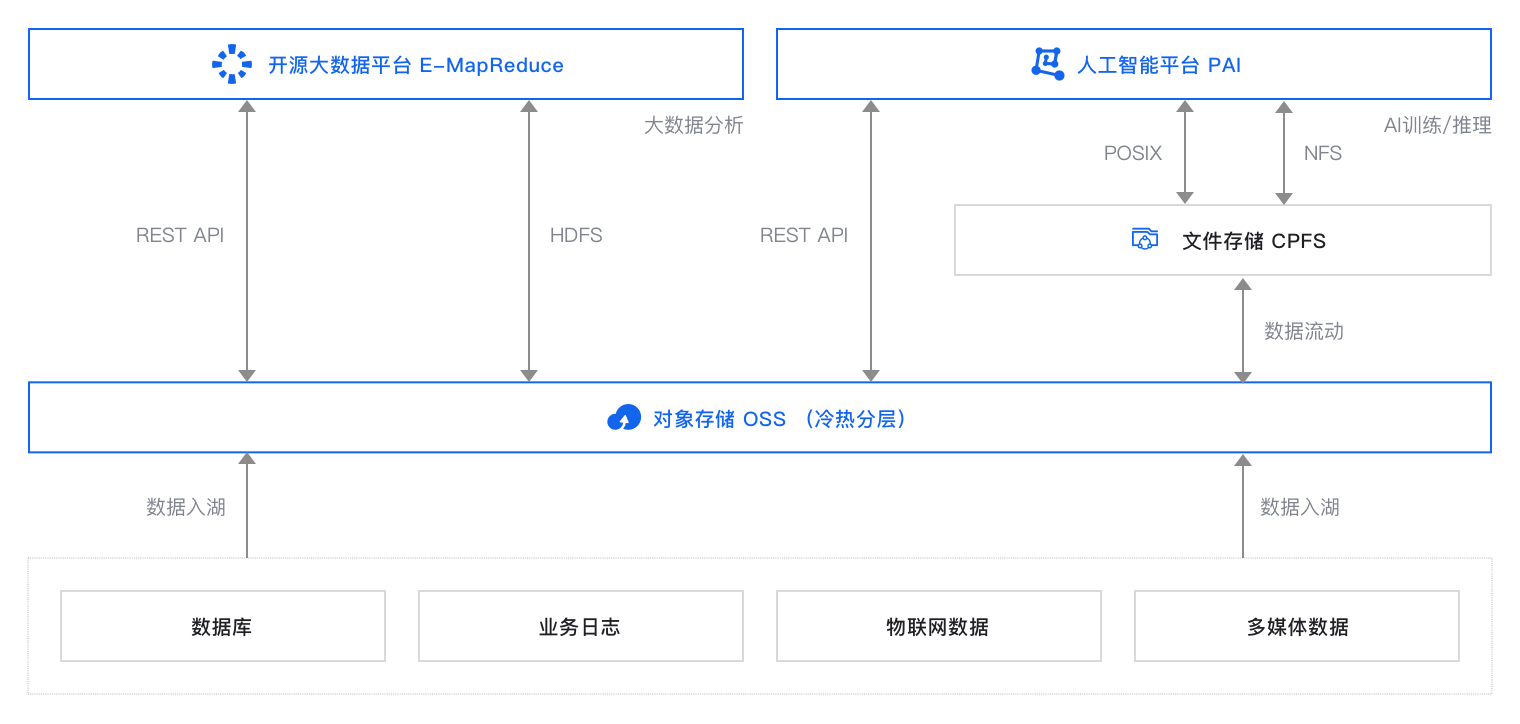 开源大数据平台 E-MapReduce
人工智能平台 PAI
大数据分析
AI训练/推理
POSIX
NFS
REST API
HDFS
REST API
文件存储 CPFS
数据流动
对象存储 OSS （冷热分层）
数据入湖
数据入湖
数据库
业务日志
物联网数据
多媒体数据